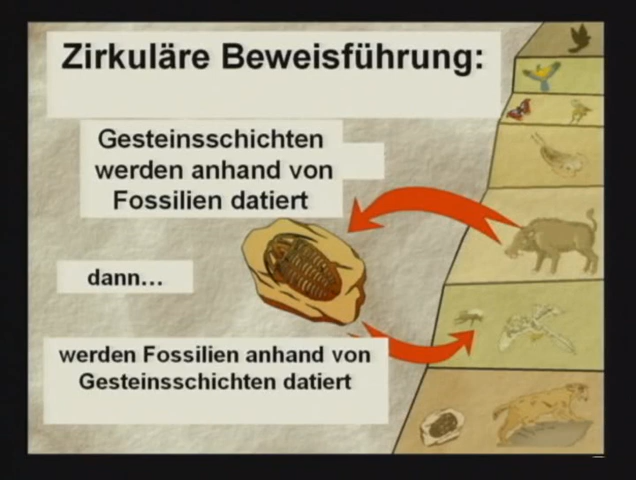 Zirkuläre Beweisführung:
Gesteinsschichten
werden anhand von
Fossilien datiert
dann...
werden Fossilien anhand von
Gesteinsschichten datiert